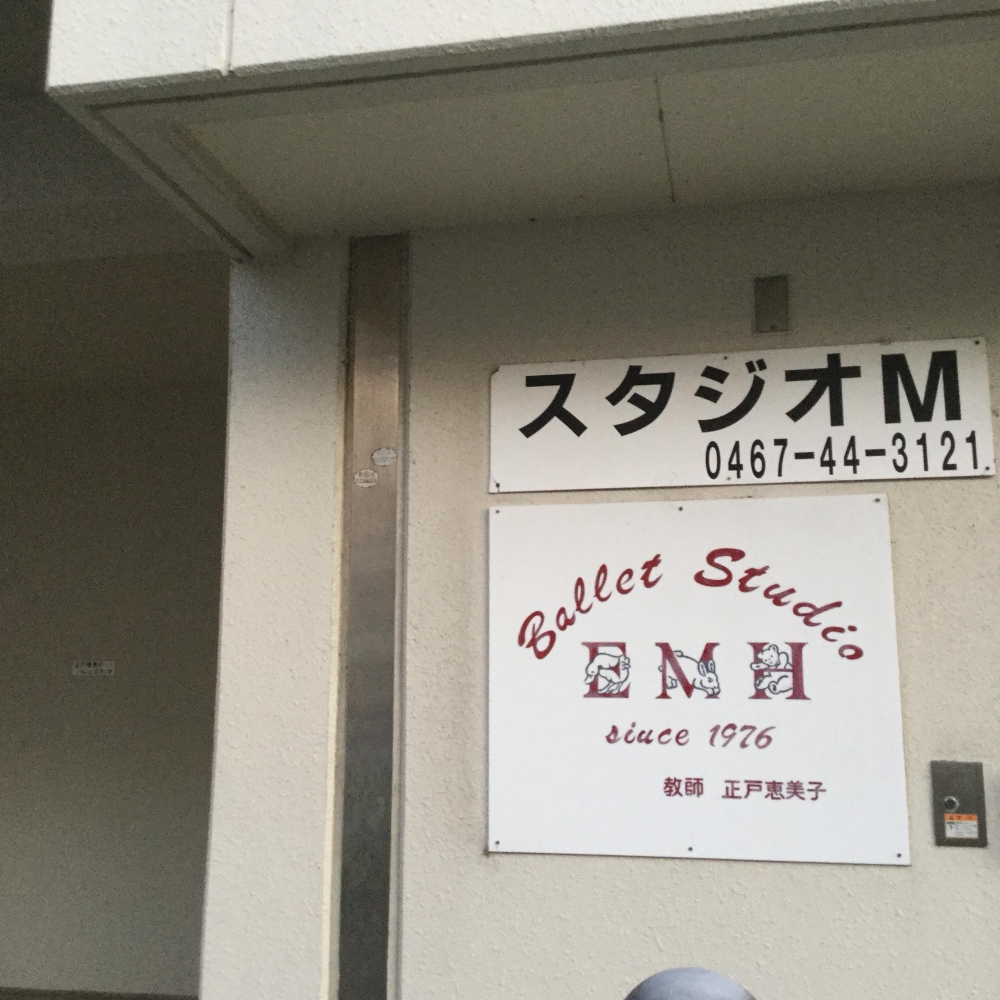 スタジオM
0467-44-3121
Ballet Studio
EMH
siuce 1976
教師 正戸恵美子